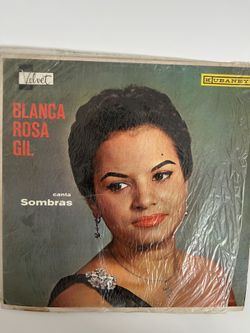 Velvet
KUBANEY
BLANCA
ROSA
GIL,
canta
Sombras